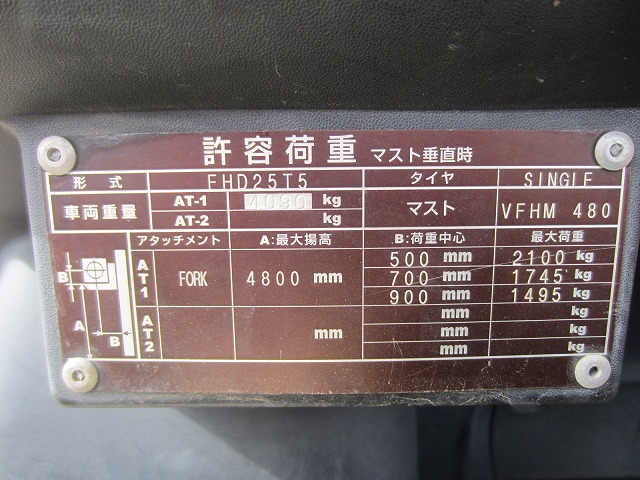 許容荷重 マスト垂直時
形式 FHD25T5 タイヤ SINGLE
車両重量 AT-1 4090 kg マスト VFHM 480
AT-2 kg
アタッチメント A:最大揚高 B:荷重中心 最大荷重
AT1 FORK 4800 mm 500 mm 2100 kg
700 mm 1745 kg
900 mm 1495 kg
AT2 mm mm kg
mm kg
mm kg
B
A
B